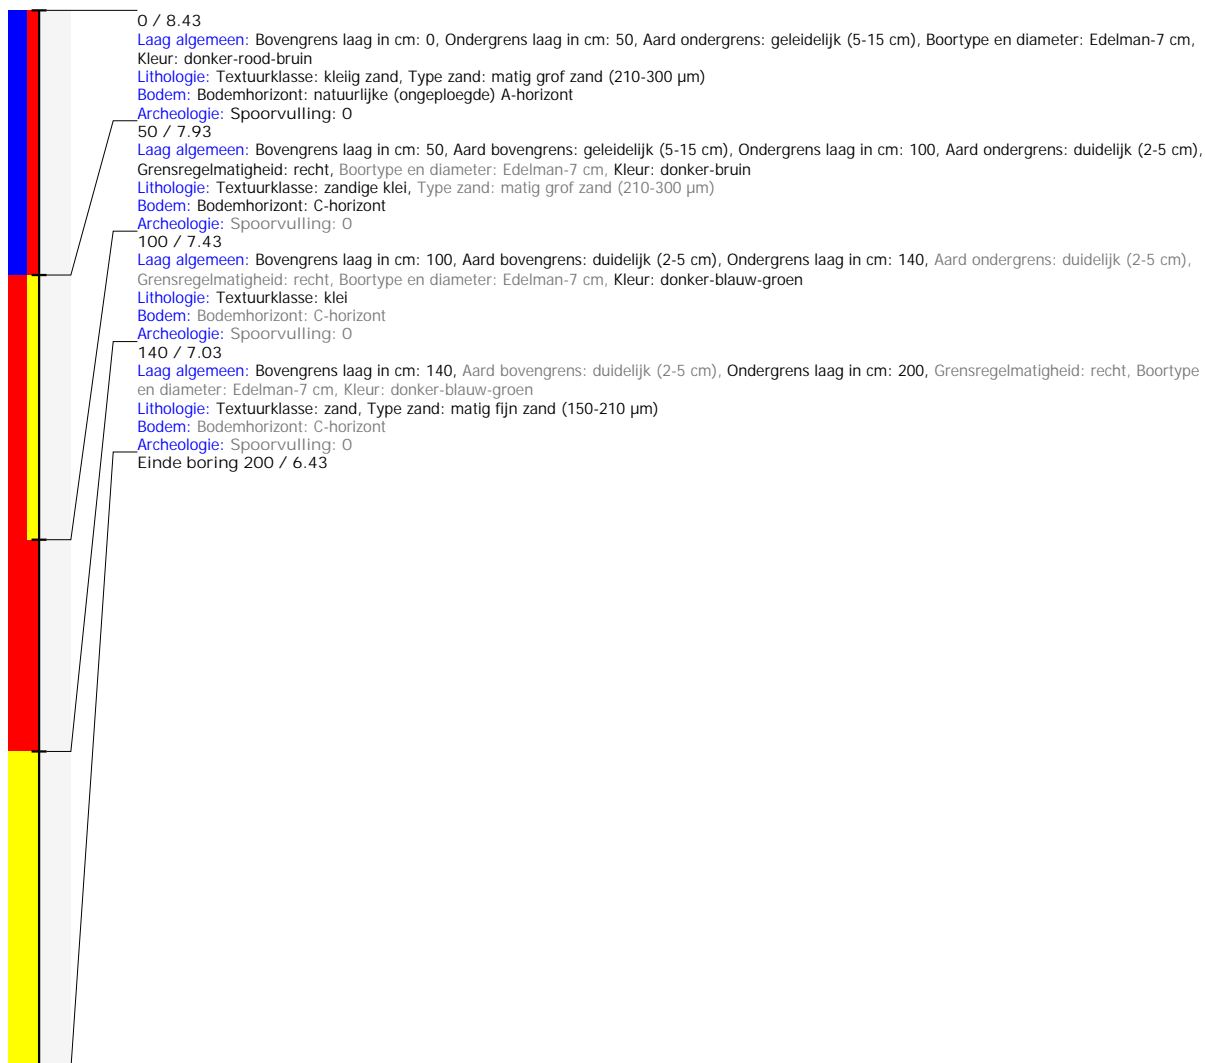 0 / 8.43
Laag algemeen: Bovengrens laag in cm: 0, Ondergrens laag in cm: 50, Aard ondergrens: geleidelijk (5-15 cm), Boortype en diameter: Edelman-7 cm,
Kleur: donker-rood-bruin
Lithologie: Textuurklasse: kleiig zand, Type zand: matig grof zand (210-300 µm)
Bodem: Bodemhorizont: natuurlijke (ongeploegde) A-horizont
Archeologie: Spoorvulling: 0
50 / 7.93
Laag algemeen: Bovengrens laag in cm: 50, Aard bovengrens: geleidelijk (5-15 cm), Ondergrens laag in cm: 100, Aard ondergrens: duidelijk (2-5 cm),
Grensregelmatigheid: recht, Boortype en diameter: Edelman-7 cm, Kleur: donker-bruin
Lithologie: Textuurklasse: zandige klei, Type zand: matig grof zand (210-300 µm)
Bodem: Bodemhorizont: C-horizont
Archeologie: Spoorvulling: 0
100 / 7.43
Laag algemeen: Bovengrens laag in cm: 100, Aard bovengrens: duidelijk (2-5 cm), Ondergrens laag in cm: 140, Aard ondergrens: duidelijk (2-5 cm),
Grensregelmatigheid: recht, Boortype en diameter: Edelman-7 cm, Kleur: donker-blauw-groen
Lithologie: Textuurklasse: klei
Bodem: Bodemhorizont: C-horizont
Archeologie: Spoorvulling: 0
140 / 7.03
Laag algemeen: Bovengrens laag in cm: 140, Aard bovengrens: duidelijk (2-5 cm), Ondergrens laag in cm: 200, Grensregelmatigheid: recht, Boortype
en diameter: Edelman-7 cm, Kleur: donker-blauw-groen
Lithologie: Textuurklasse: zand, Type zand: matig fijn zand (150-210 µm)
Bodem: Bodemhorizont: C-horizont
Archeologie: Spoorvulling: 0
Einde boring 200 / 6.43